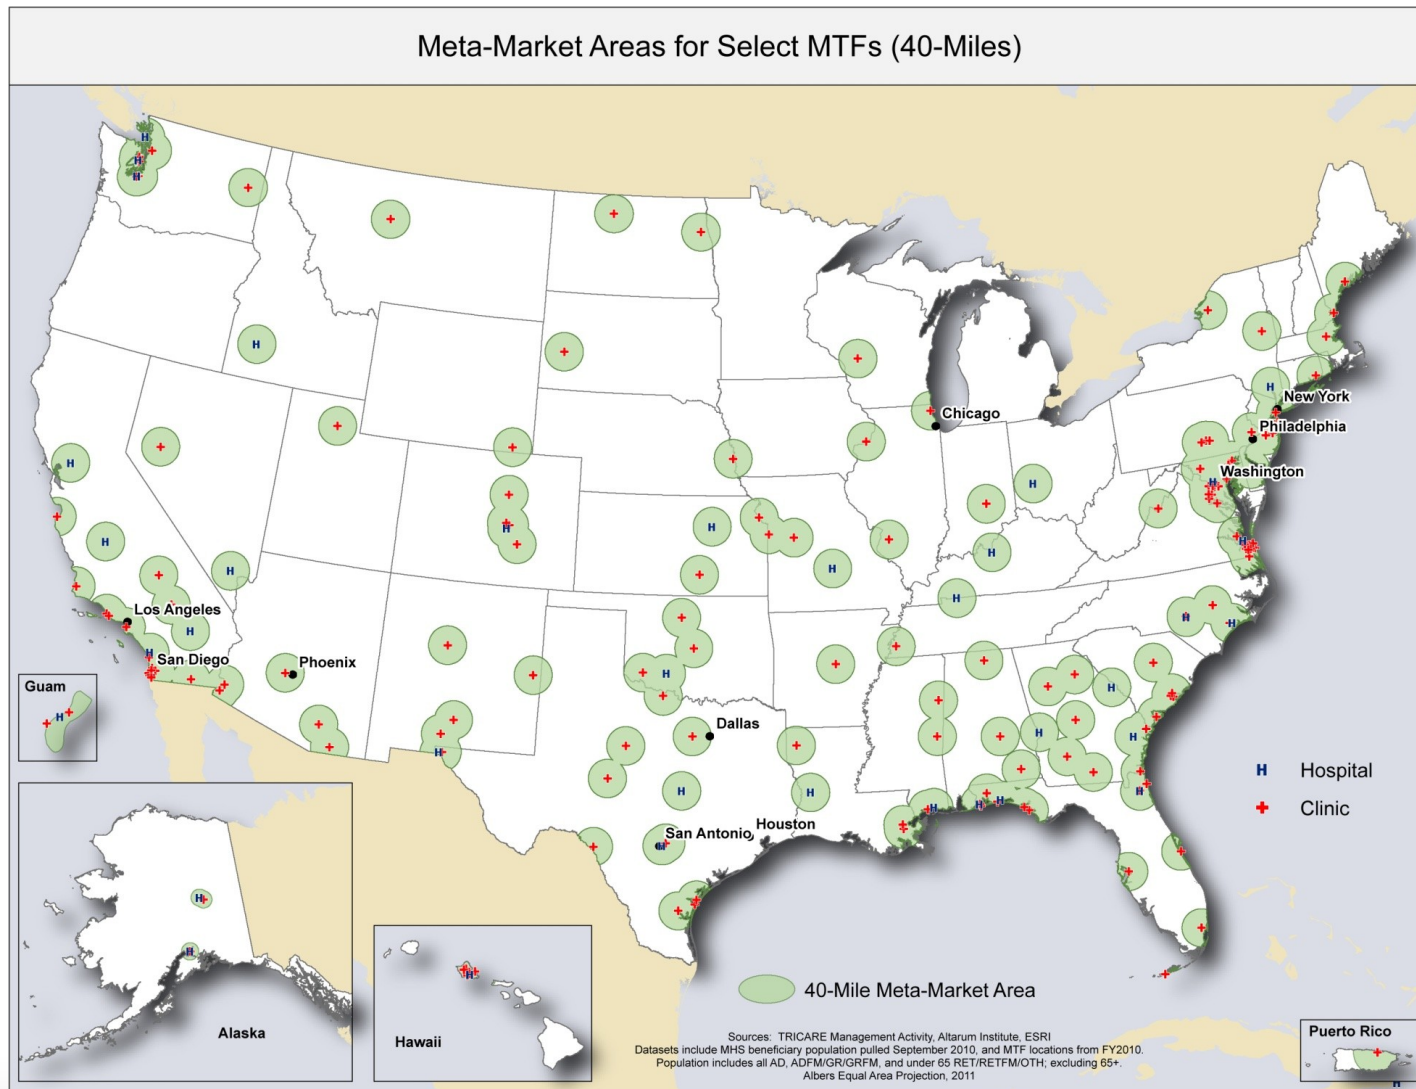 Meta-Market Areas for Select MTFs (40-Miles)
Chicago
New York
Philadelphia
Washington
Los Angeles
San Diego
Phoenix
Guam
Dallas
H Hospital
Clinic
San Antonio
Houston
40-Mile Meta-Market Area
Alaska
Hawaii
Puerto Rico
Sources: TRICARE Management Activity, Altarum Institute, ESRI
Datasets include MHS beneficiary population pulled September 2010, and MTF locations from FY2010.
Population includes all AD, ADFM/GR/GRFM, and under 65 RET/RETFM/OTH; excluding 65+.
Albers Equal Area Projection, 2011